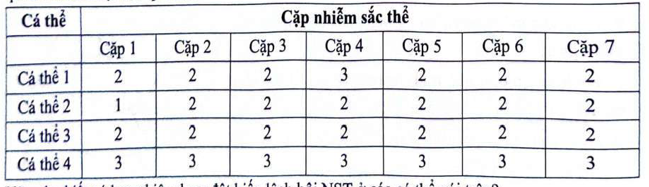 Cá thể Cặp nhiễm sắc thể
Cặp 1 Cặp 2 Cặp 3 Cặp 4 Cặp 5 Cặp 6 Cặp 7
Cá thể 1 2 2 2 3 2 2 2
Cá thể 2 1 2 2 2 2 2 2
Cá thể 3 2 2 2 2 2 2 2
Cá thể 4 3 3 3 3 3 3 3